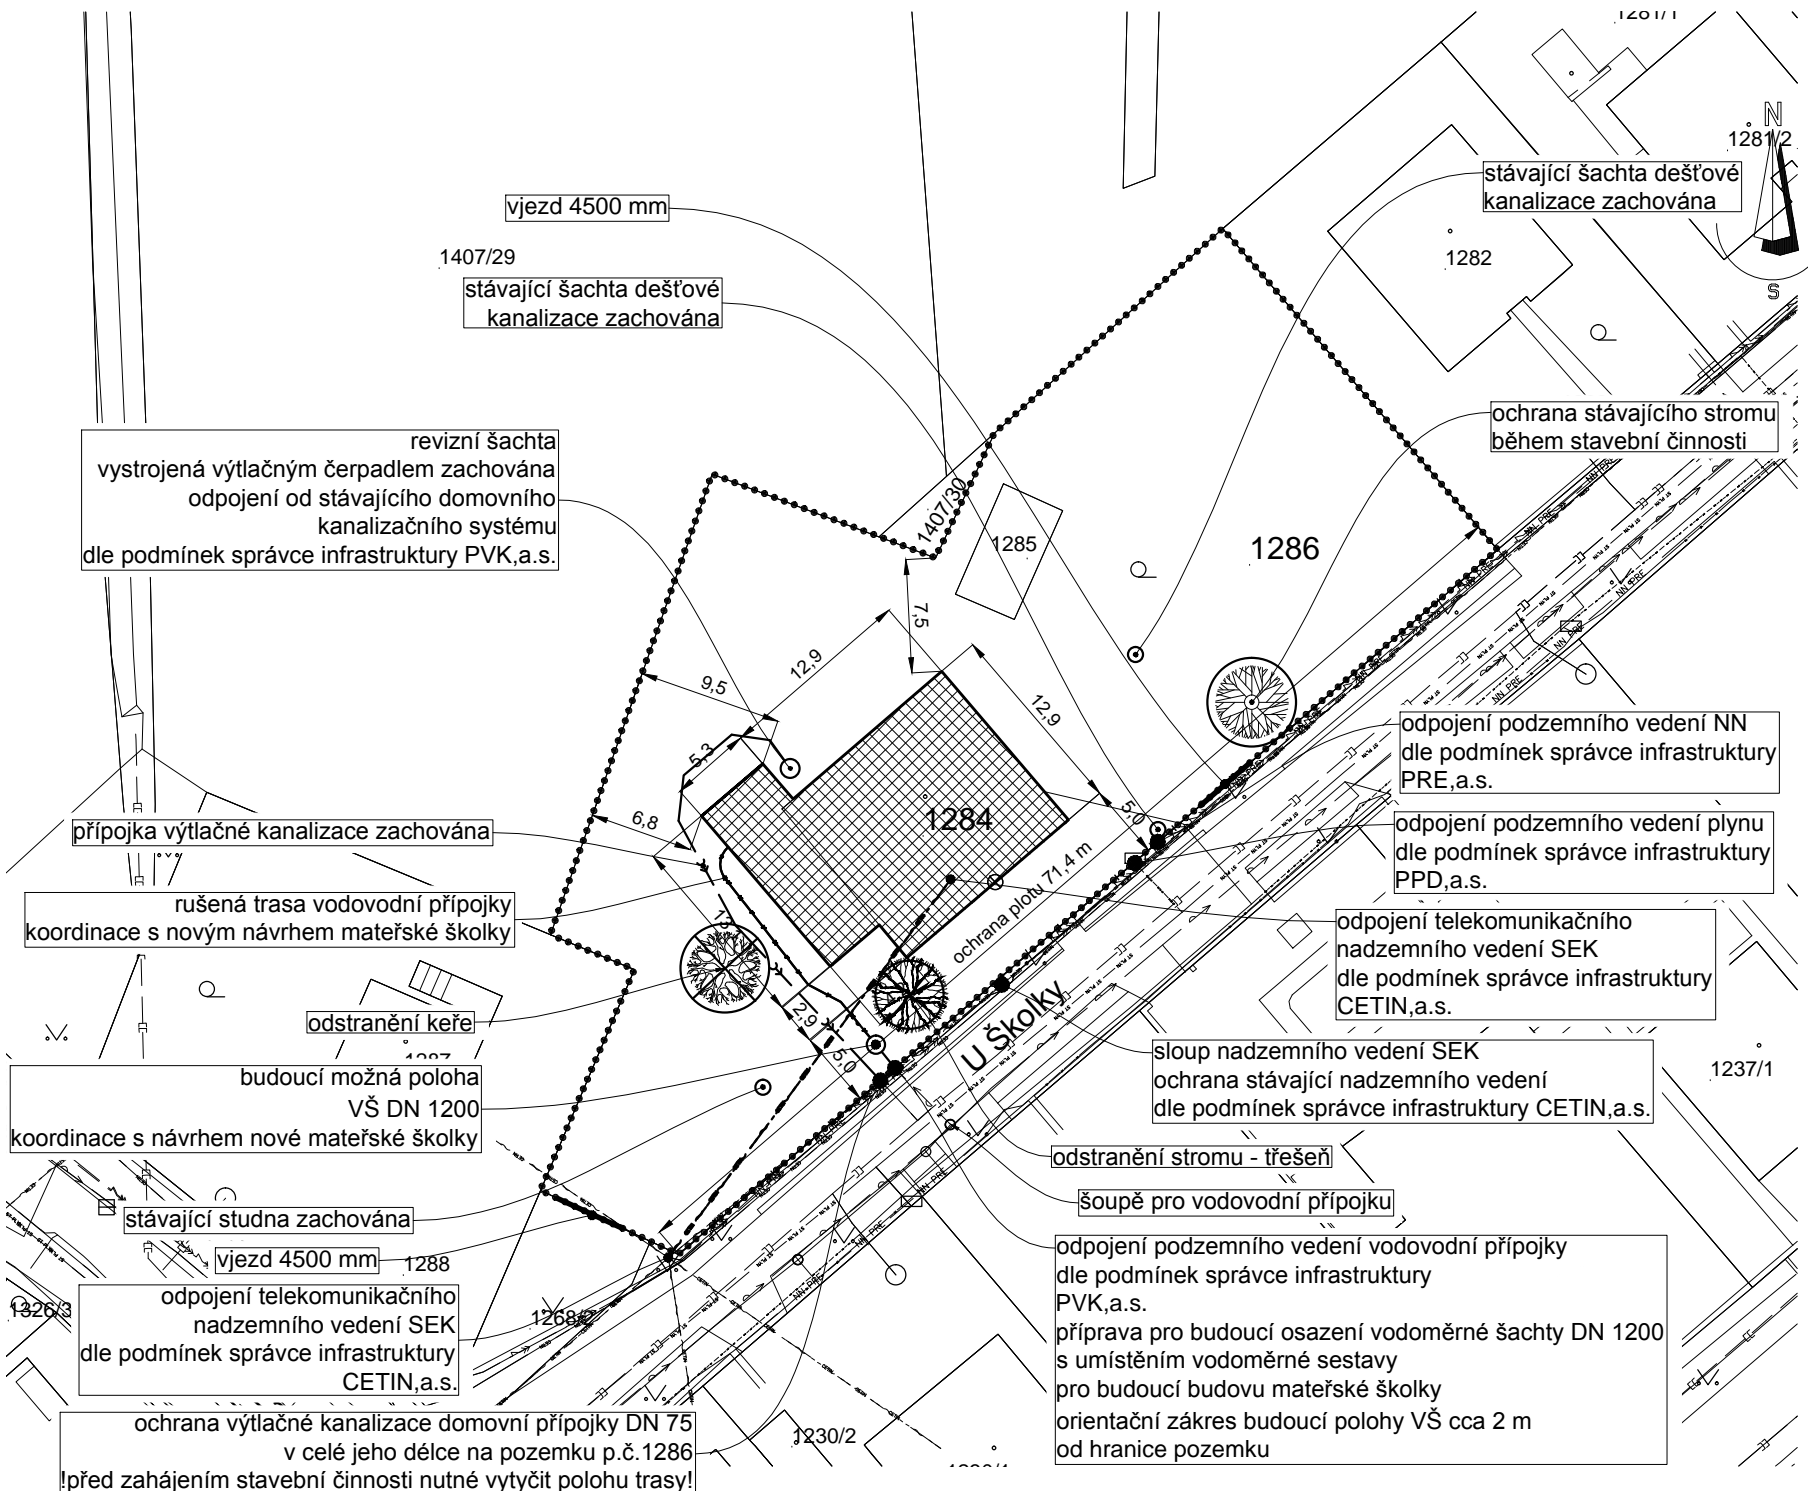 1281/1
N
1281/2
S
stávající šachta dešťové
kanalizace zachována
vjezd 4500 mm
1407/29
1282
stávající šachta dešťové
kanalizace zachována
ochrana stávajícího stromu
během stavební činnosti
revizní šachta
vystrojená výtlačným čerpadlem zachována
odpojení od stávajícího domovního
kanalizačního systému
dle podmínek správce infrastruktury PVK,a.s.
1407/30
1285
1286
7,5
12,9
9,5
12,9
5,3
6,8
5,0
1284
ochrana plotu 71,4 m
odpojení podzemního vedení NN
dle podmínek správce infrastruktury
PRE,a.s.
přípojka výtlačné kanalizace zachována
odpojení podzemního vedení plynu
dle podmínek správce infrastruktury
PPD,a.s.
rušená trasa vodovodní přípojky
koordinace s novým návrhem mateřské školky
odpojení telekomunikačního
nadzemního vedení SEK
dle podmínek správce infrastruktury
CETIN,a.s.
odstranění keře
2,9
5,0
U Školky
sloup nadzemního vedení SEK
ochrana stávající nadzemního vedení
dle podmínek správce infrastruktury CETIN,a.s.
1237/1
1287
budoucí možná poloha
VŠ DN 1200
koordinace s návrhem nové mateřské školky
odstranění stromu - třešeň
šoupě pro vodovodní přípojku
stávající studna zachována
vjezd 4500 mm
1288
odpojení podzemního vedení vodovodní přípojky
dle podmínek správce infrastruktury
PVK,a.s.
příprava pro budoucí osazení vodoměrné šachty DN 1200
s umístěním vodoměrné sestavy
pro budoucí budovu mateřské školky
orientační zákres budoucí polohy VŠ cca 2 m
od hranice pozemku
odpojení telekomunikačního
nadzemního vedení SEK
dle podmínek správce infrastruktury
CETIN,a.s.
1326/3
1268/2
ochrana výtlačné kanalizace domovní přípojky DN 75
v celé jeho délce na pozemku p.č.1286
!před zahájením stavební činnosti nutné vytyčit polohu trasy!
1230/2
NN PRE